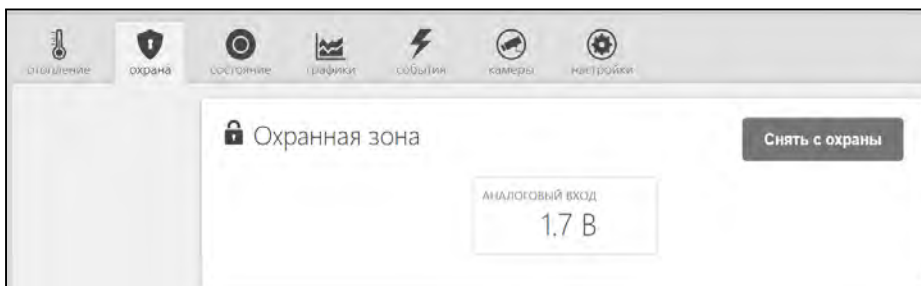 отопление охрана состояние графики события камеры настройки
Охранная зона
Снять с охраны
АНАЛОГОВЫЙ ВХОД
1.7 В